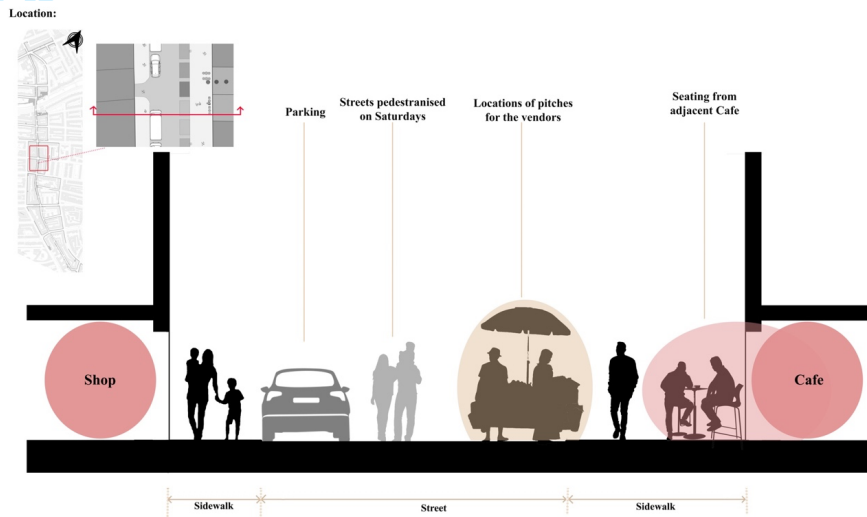 Location:
Parking
Streets pedestranised
on Saturdays
Locations of pitches
for the vendors
Seating from
adjacent Cafe
Shop
Cafe
Sidewalk
Street
Sidewalk